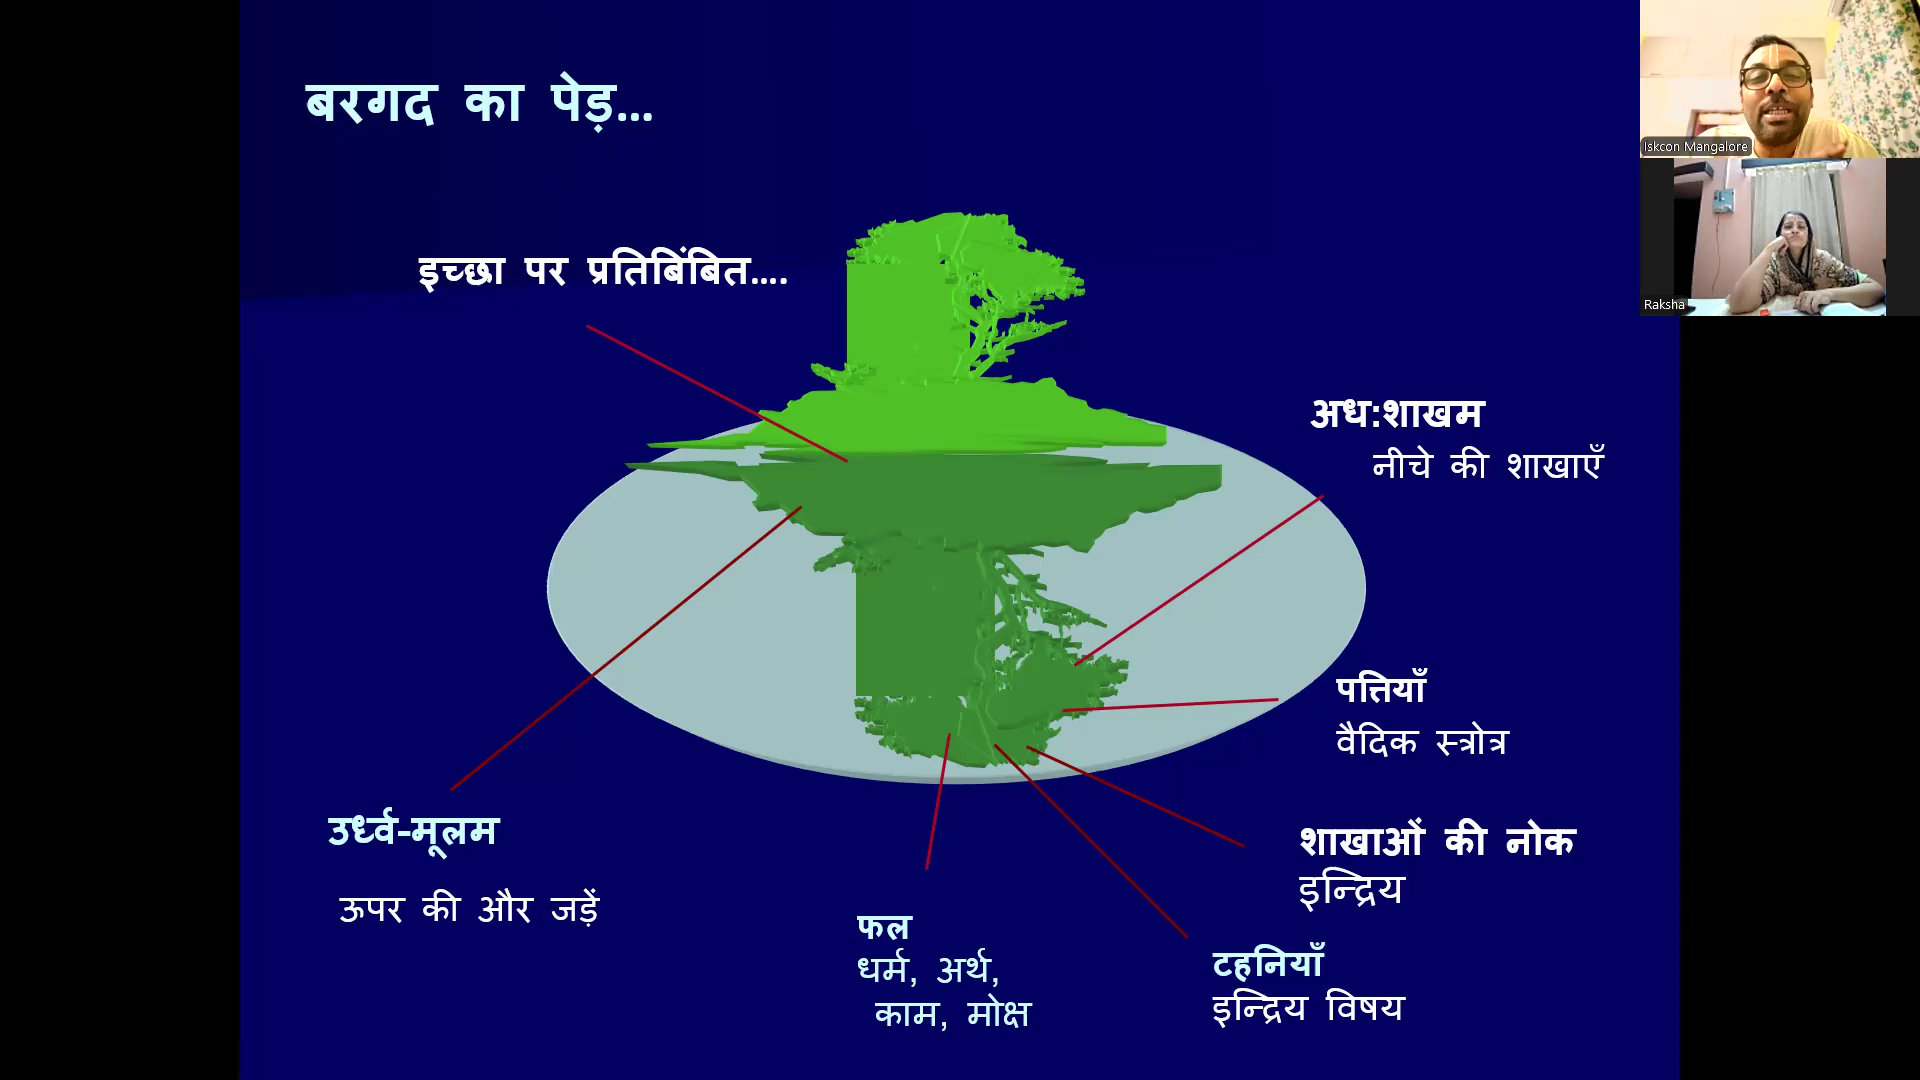 बरगद का पेड़...
इच्छा पर प्रतिबिंबित....
अध:शाखम
नीचे की शाखाएँ
पत्तियाँ
वैदिक स्त्रोत्र
शाखाओं की नोक
इन्द्रिय
टहनियाँ
इन्द्रिय विषय
फल
धर्म, अर्थ,
काम, मोक्ष
उर्ध्व-मूलम
ऊपर की और जड़ें
Iskcon Mangalore
Raksha